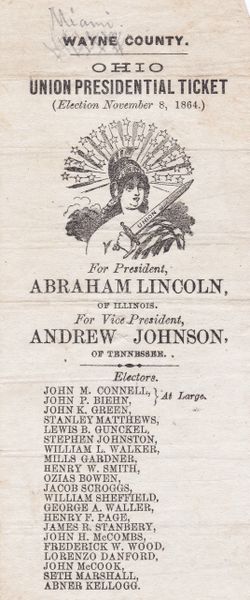 Miami.
WAYNE COUNTY.
OHIO
UNION PRESIDENTIAL TICKET
(Election November 8, 1864.)
UNION
For President,
ABRAHAM LINCOLN,
OF ILLINOIS.
For Vice President,
ANDREW JOHNSON,
OF TENNESSEE.
Electors.
JOHN M. CONNELL,
JOHN P. BIEHN,
At Large.
JOHN K. GREEN,
STANLEY MATTHEWS,
LEWIS B. GUNCKEL,
STEPHEN JOHNSTON,
WILLIAM L. WALKER,
MILLS GARDNER,
HENRY W. SMITH,
OZIAS BOWEN,
JACOB SCROGGS,
WILLIAM SHEFFIELD,
GEORGE A. WALLER,
HENRY F. PAGE,
JAMES R. STANBERY,
JOHN H. McCOMBS,
FREDERICK W. WOOD,
LORENZO DANFORD,
JOHN McCOOK,
SETH MARSHALL,
ABNER KELLOGG.